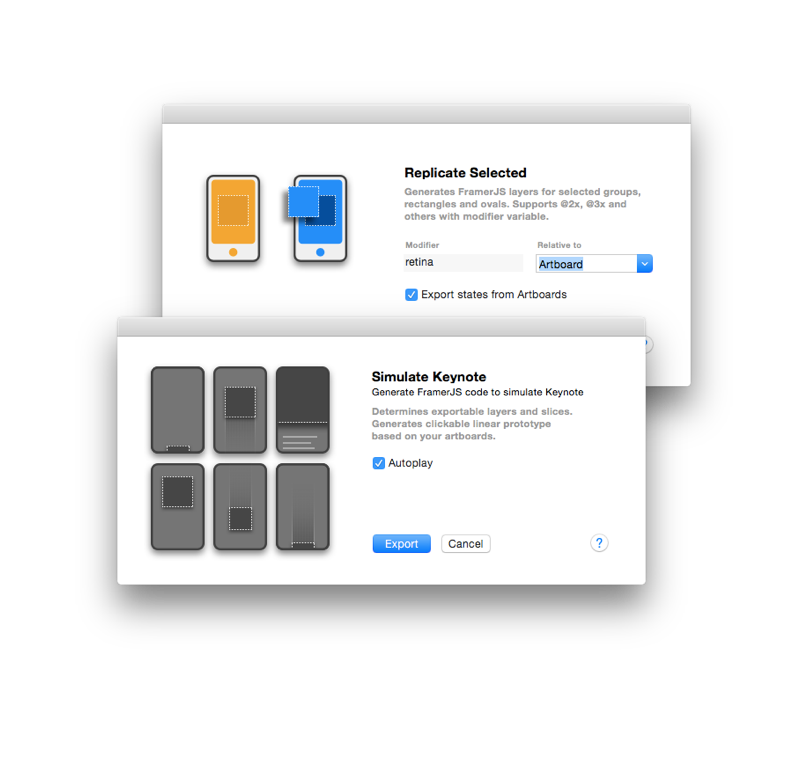 Replicate Selected
Generates FramerJS layers for selected groups,
rectangles and ovals. Supports @2x, @3x and
others with modifier variable.
Modifier
Relative to
retina
Artboard
Export states from Artboards
Simulate Keynote
Generate FramerJS code to simulate Keynote
Determines exportable layers and slices.
Generates clickable linear prototype
based on your artboards.
Autoplay
Export
Cancel
?